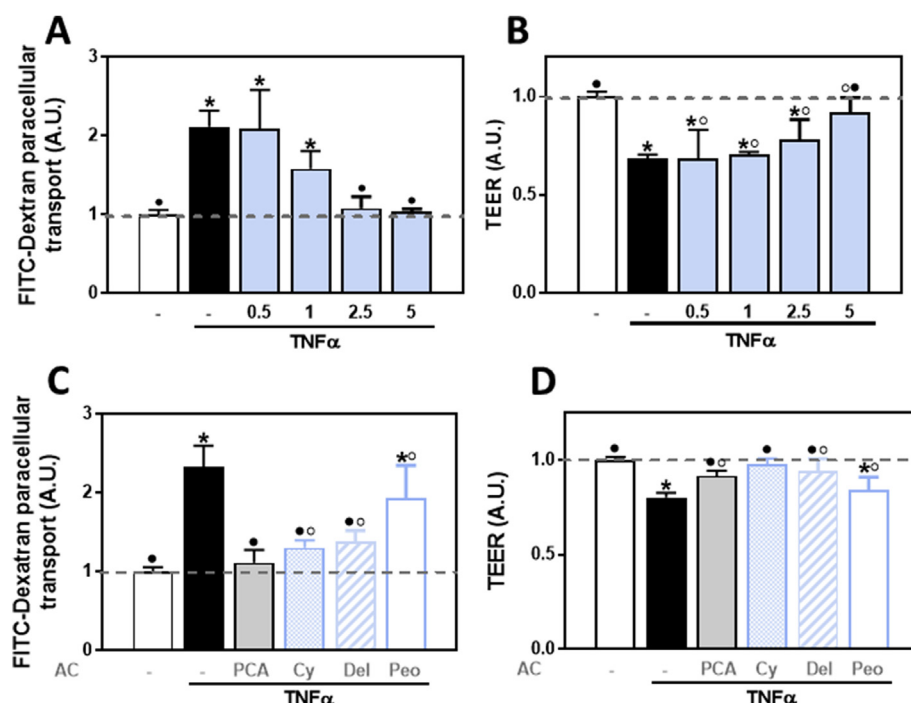 A
FITC-Dextran paracellular
transport (A.U.)
3
2
1
0
* * * ● ● ●
- - 0.5 1 2.5 5
TNFα
B
TEER (A.U.)
1.0
0.5
0.0
● * *○ *○ *○ ○●
- - 0.5 1 2.5 5
TNFα
C
FITC-Dexatran paracellular
transport (A.U.)
3
2
1
0
● * ● ●○ ●○ *○
AC - - PCA Cy Del Peo
TNFα
D
TEER (A.U.)
1.0
0.5
0.0
● * ●○ ● ●○ *○
- - PCA Cy Del Peo
TNFα